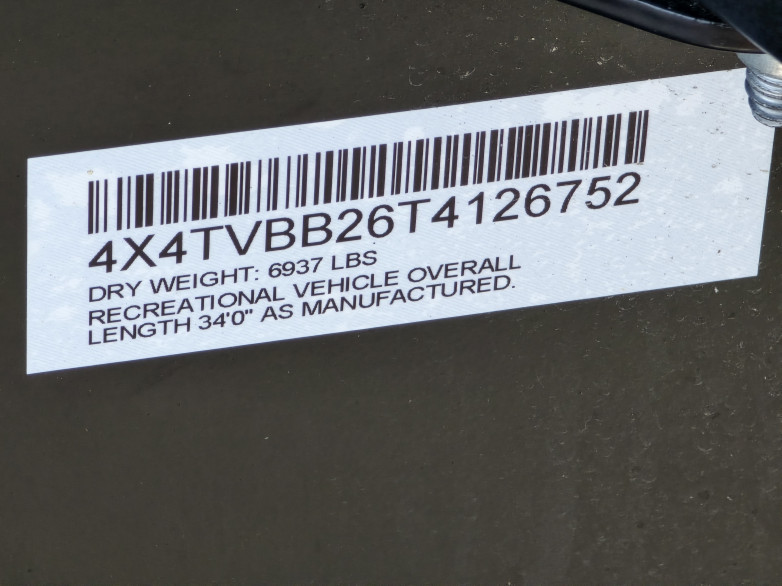 4X4TVBB26T4126752
DRY WEIGHT: 6937 LBS
RECREATIONAL VEHICLE OVERALL
LENGTH 34'0" AS MANUFACTURED.